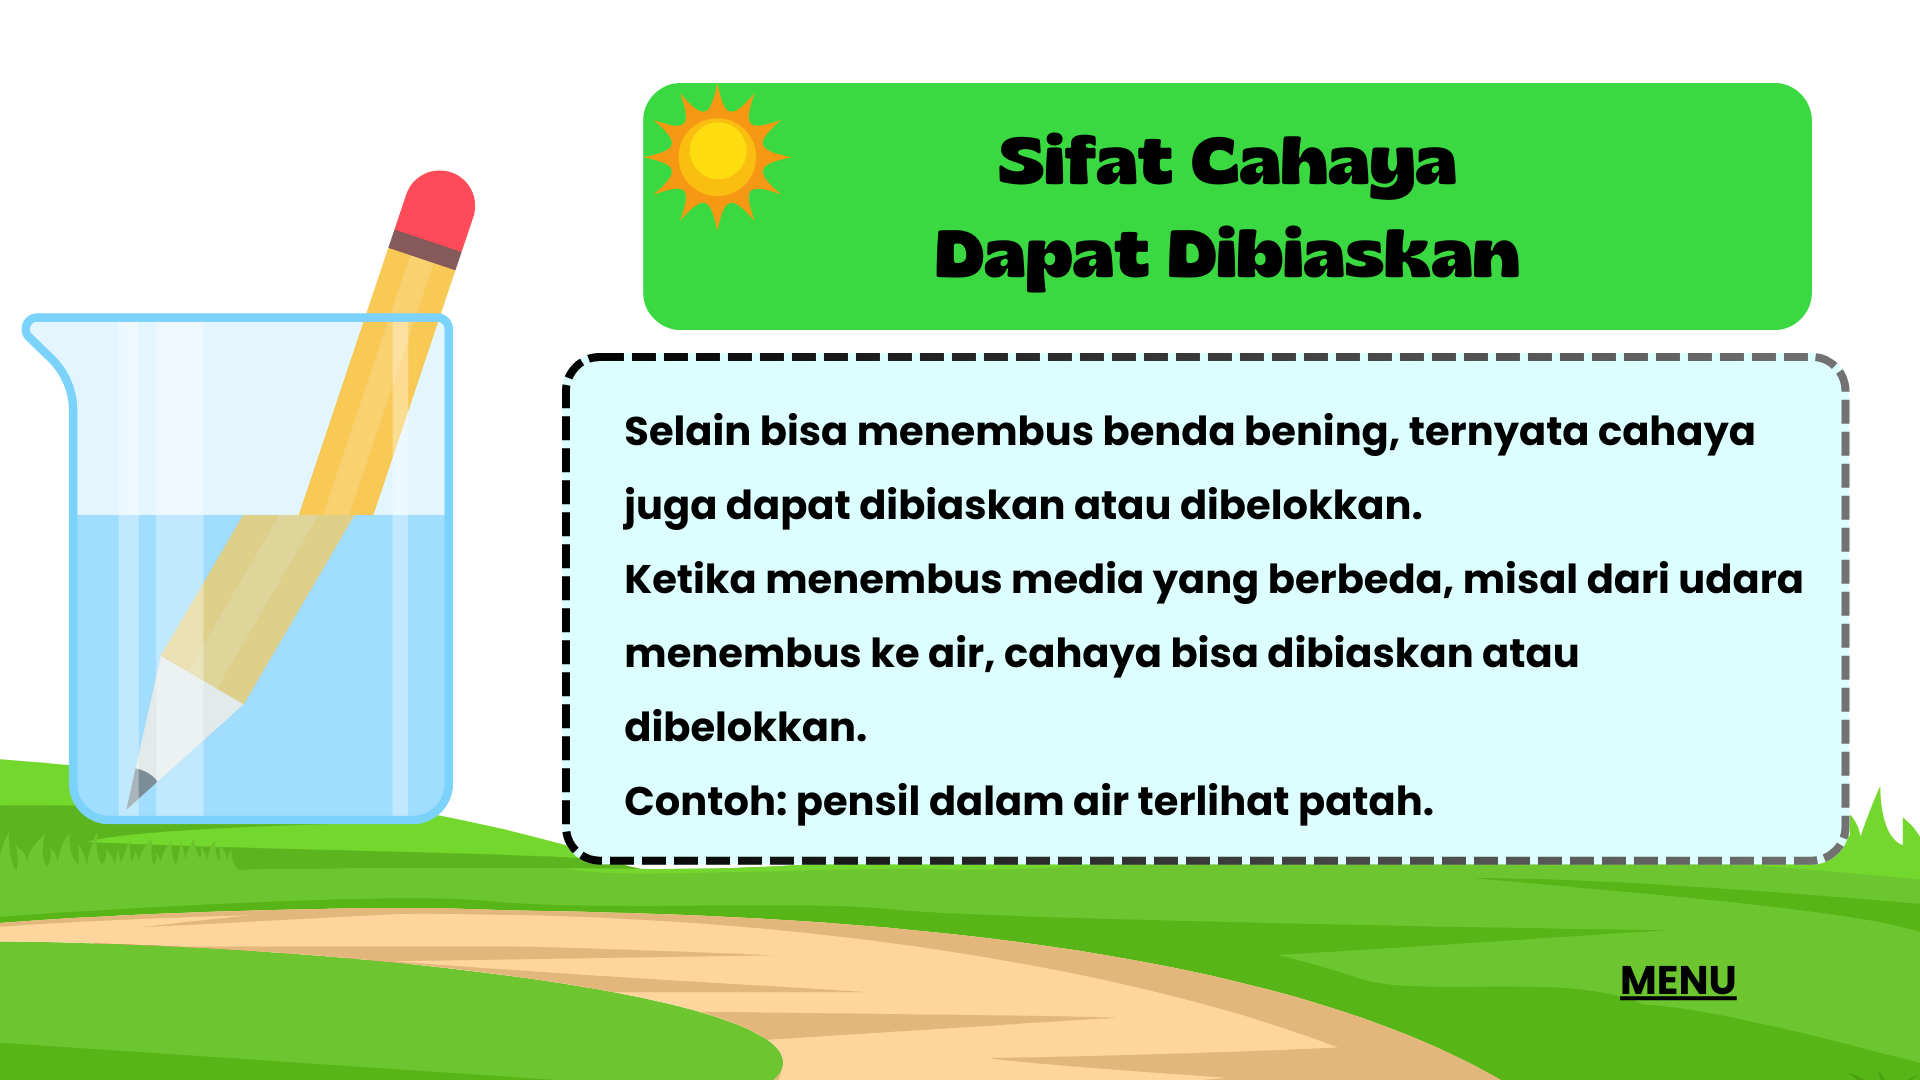 Sifat Cahaya
Dapat Dibiaskan
Selain bisa menembus benda bening, ternyata cahaya
juga dapat dibiaskan atau dibelokkan.
Ketika menembus media yang berbeda, misal dari udara
menembus ke air, cahaya bisa dibiaskan atau
dibelokkan.
Contoh: pensil dalam air terlihat patah.
MENU